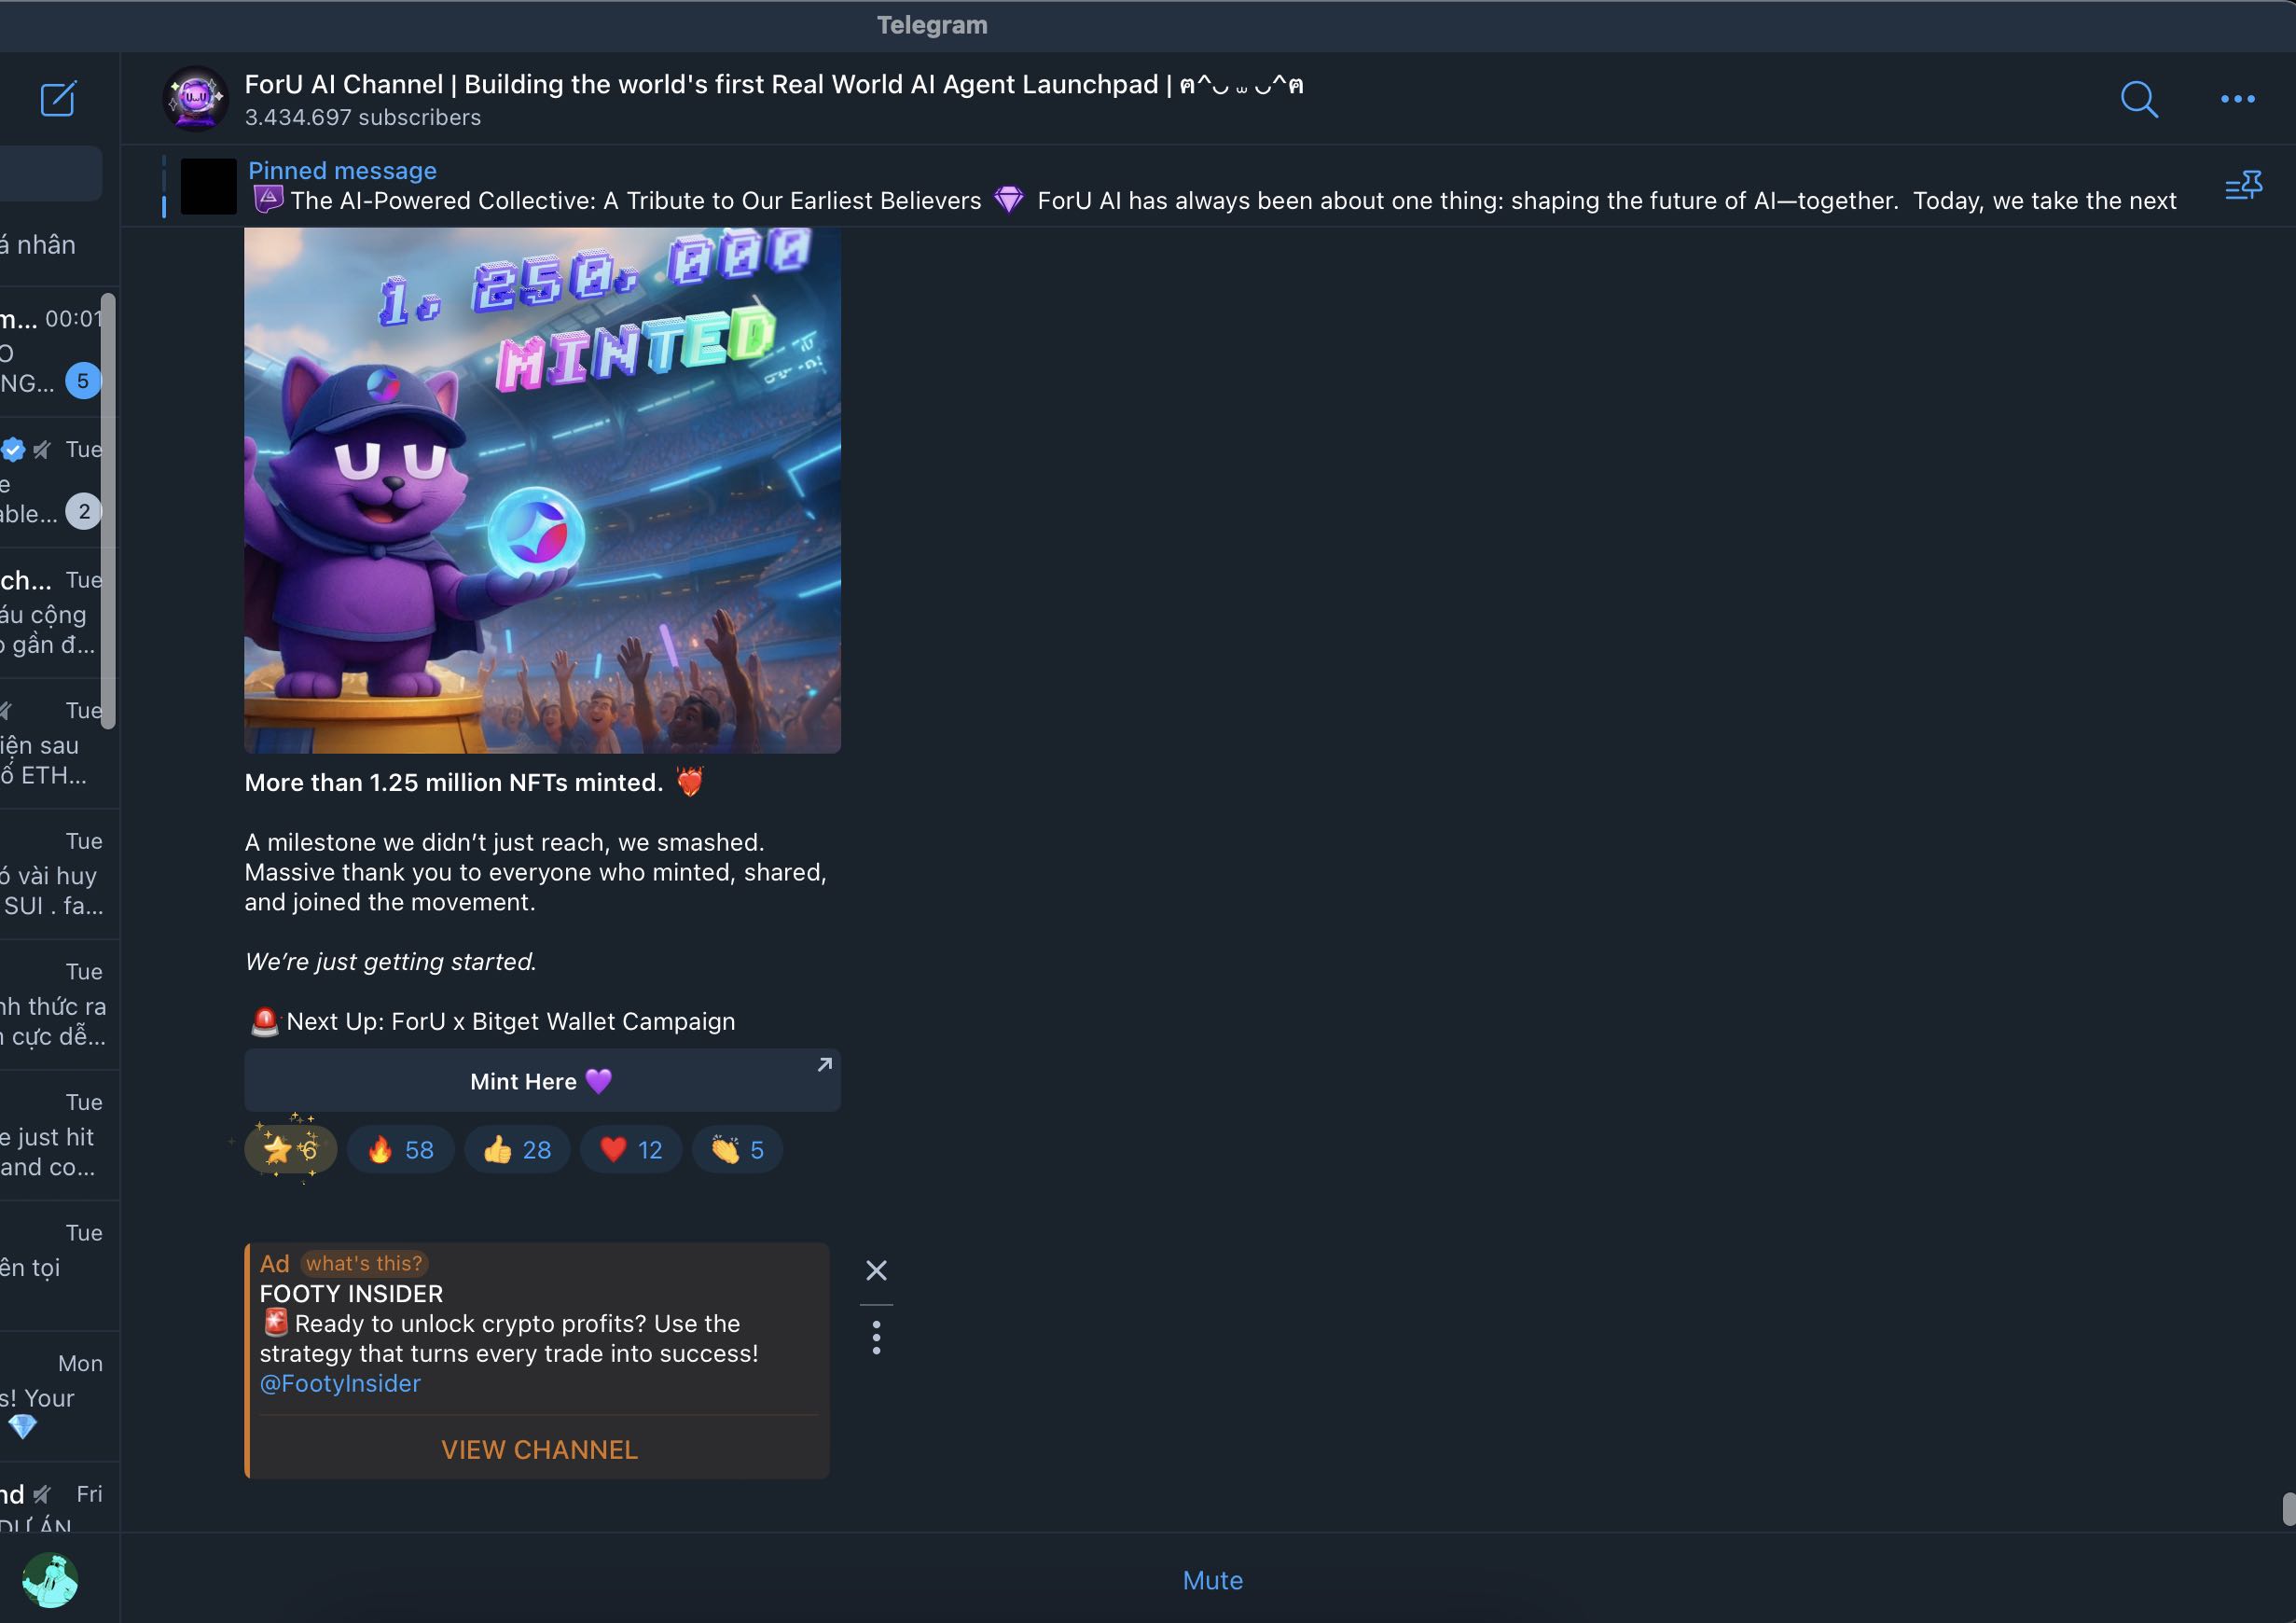 Telegram
ForU AI Channel | Building the world's first Real World AI Agent Launchpad | ฅ^◡ ⩊ ◡^ฅ
3.434.697 subscribers
Pinned message
The AI-Powered Collective: A Tribute to Our Earliest Believers 💎 ForU AI has always been about one thing: shaping the future of AI—together. Today, we take the next
á nhân
m... 00:01
O
NG... 5
Tue
e
able... 2
ch... Tue
áu cộng
o gần đ...
Tue
iện sau
ố ETH...
Tue
ó vài huy
SUI . fa...
Tue
nh thức ra
n cực dễ...
Tue
e just hit
and co...
Tue
ên tọi
Mon
s! Your
💎
nd Fri
DỰ ÁN
1,250,000
MINTED
U U
More than 1.25 million NFTs minted. ❤️‍🔥
A milestone we didn’t just reach, we smashed.
Massive thank you to everyone who minted, shared,
and joined the movement.
We’re just getting started.
🚨 Next Up: ForU x Bitget Wallet Campaign
Mint Here 💜
⭐ 6 🔥 58 👍 28 ❤️ 12 👏 5
Ad what's this?
FOOTY INSIDER
🚨 Ready to unlock crypto profits? Use the
strategy that turns every trade into success!
@FootyInsider
VIEW CHANNEL
Mute